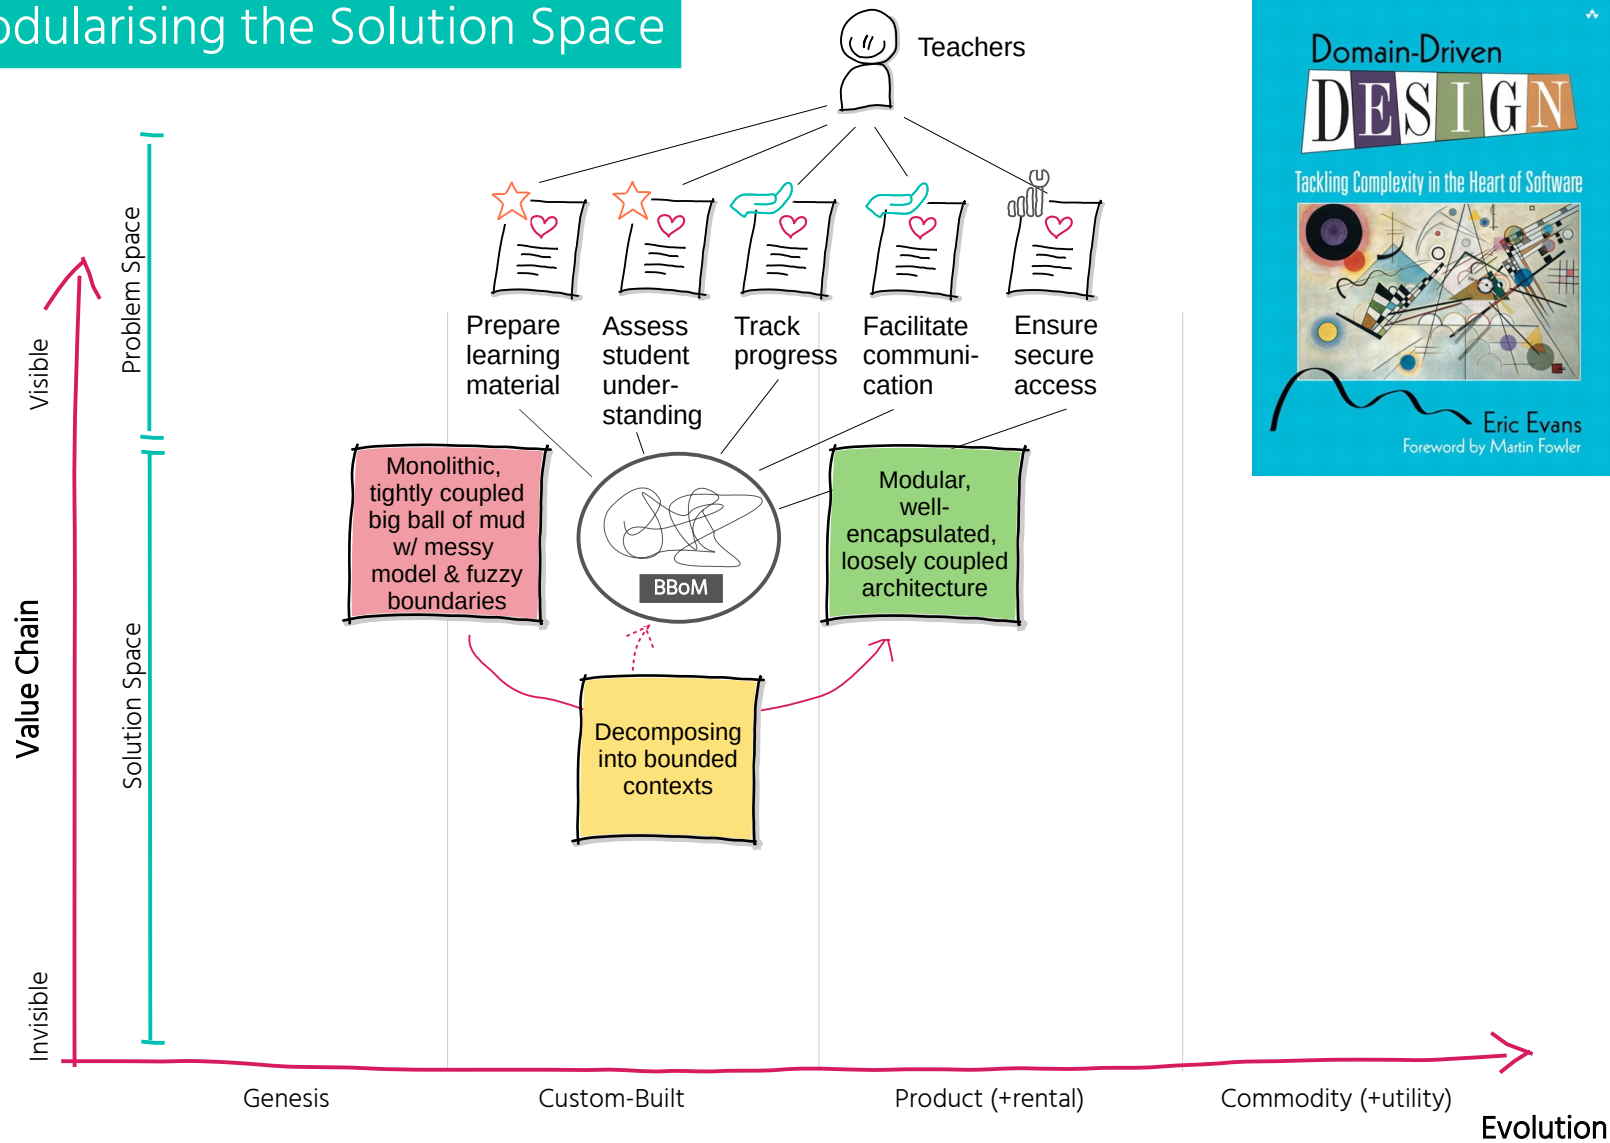 odularising the Solution Space
Teachers
Domain-Driven
DESIGN
Tackling Complexity in the Heart of Software
Eric Evans
Foreword by Martin Fowler
Problem Space
Visible
Prepare
learning
material
Assess
student
under-
standing
Track
progress
Facilitate
communi-
cation
Ensure
secure
access
Monolithic,
tightly coupled
big ball of mud
w/ messy
model & fuzzy
boundaries
BBoM
Modular,
well-
encapsulated,
loosely coupled
architecture
Decomposing
into bounded
contexts
Value Chain
Solution Space
Invisible
Genesis
Custom-Built
Product (+rental)
Commodity (+utility)
Evolution